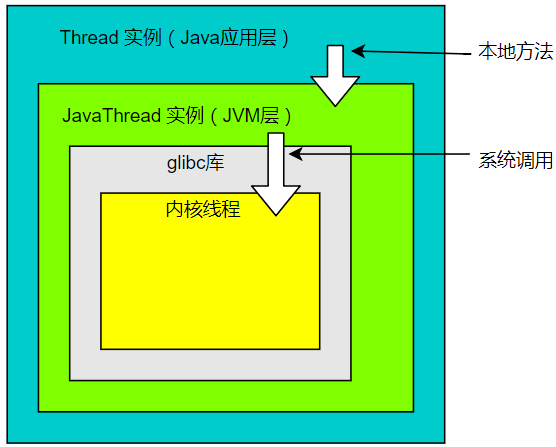 Thread 实例（Java应用层）
本地方法
JavaThread 实例（JVM层）
glibc库
系统调用
内核线程